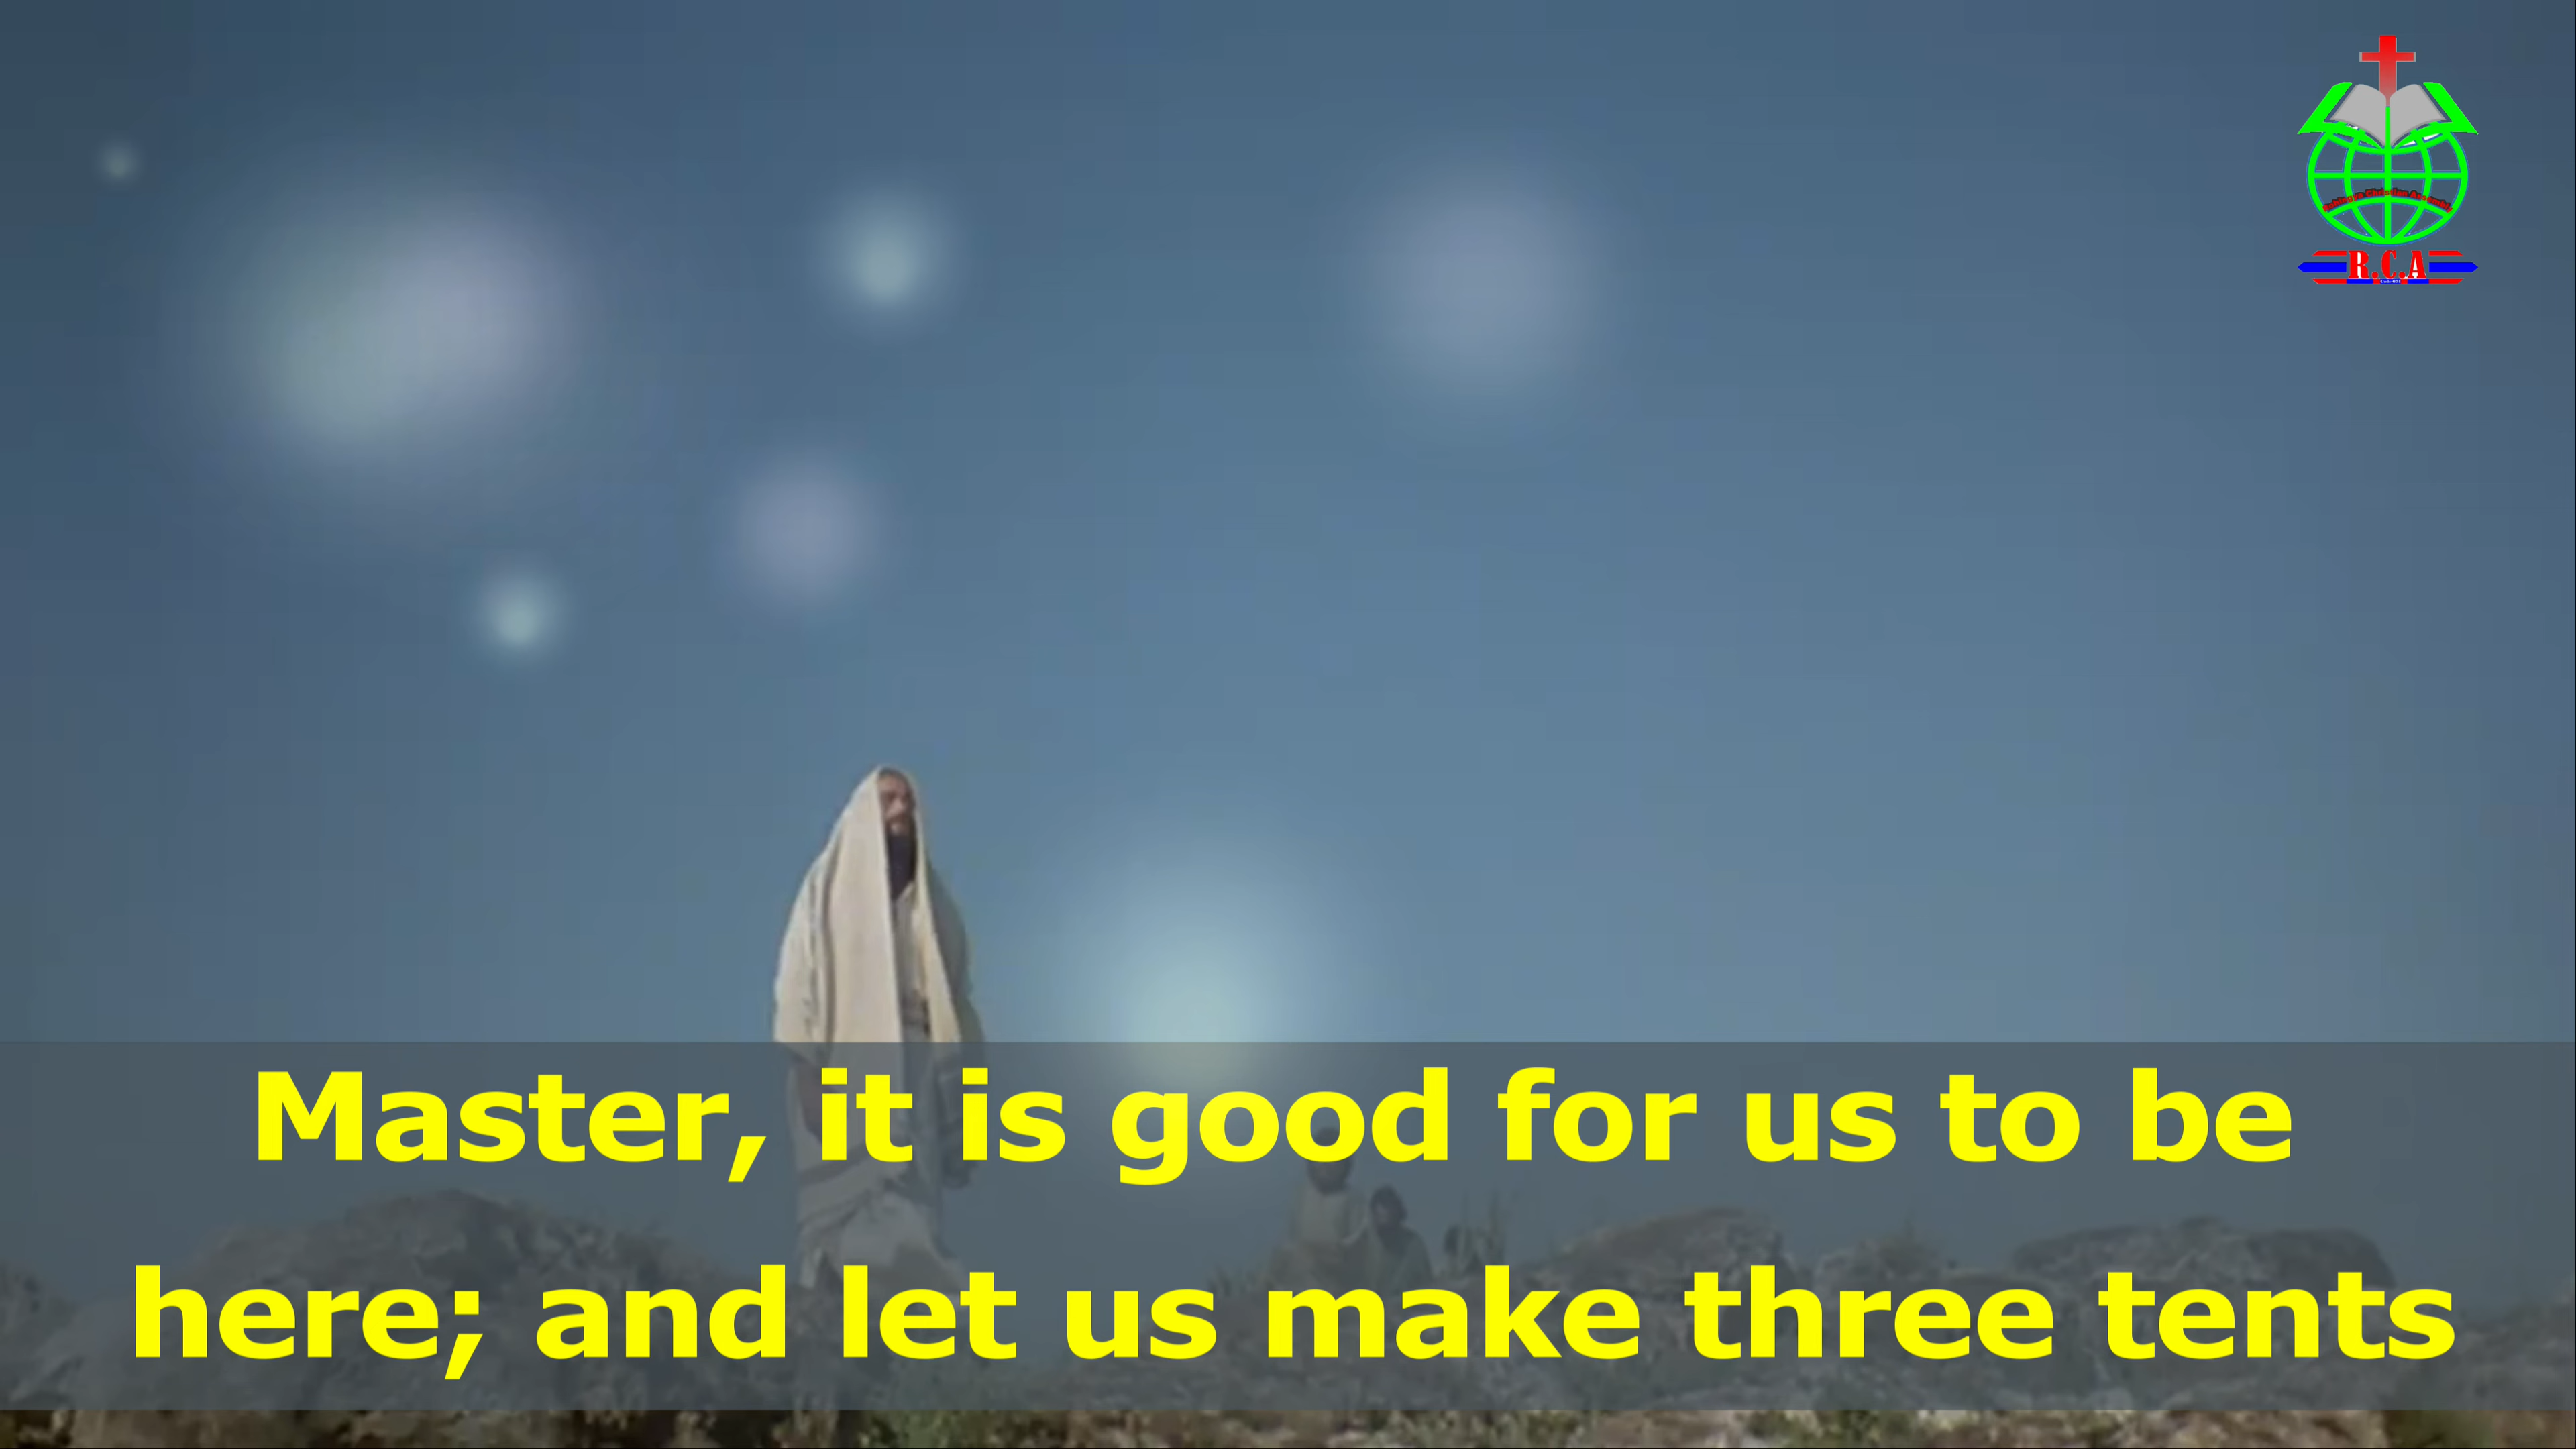 R.C.A
Master, it is good for us to be
here; and let us make three tents